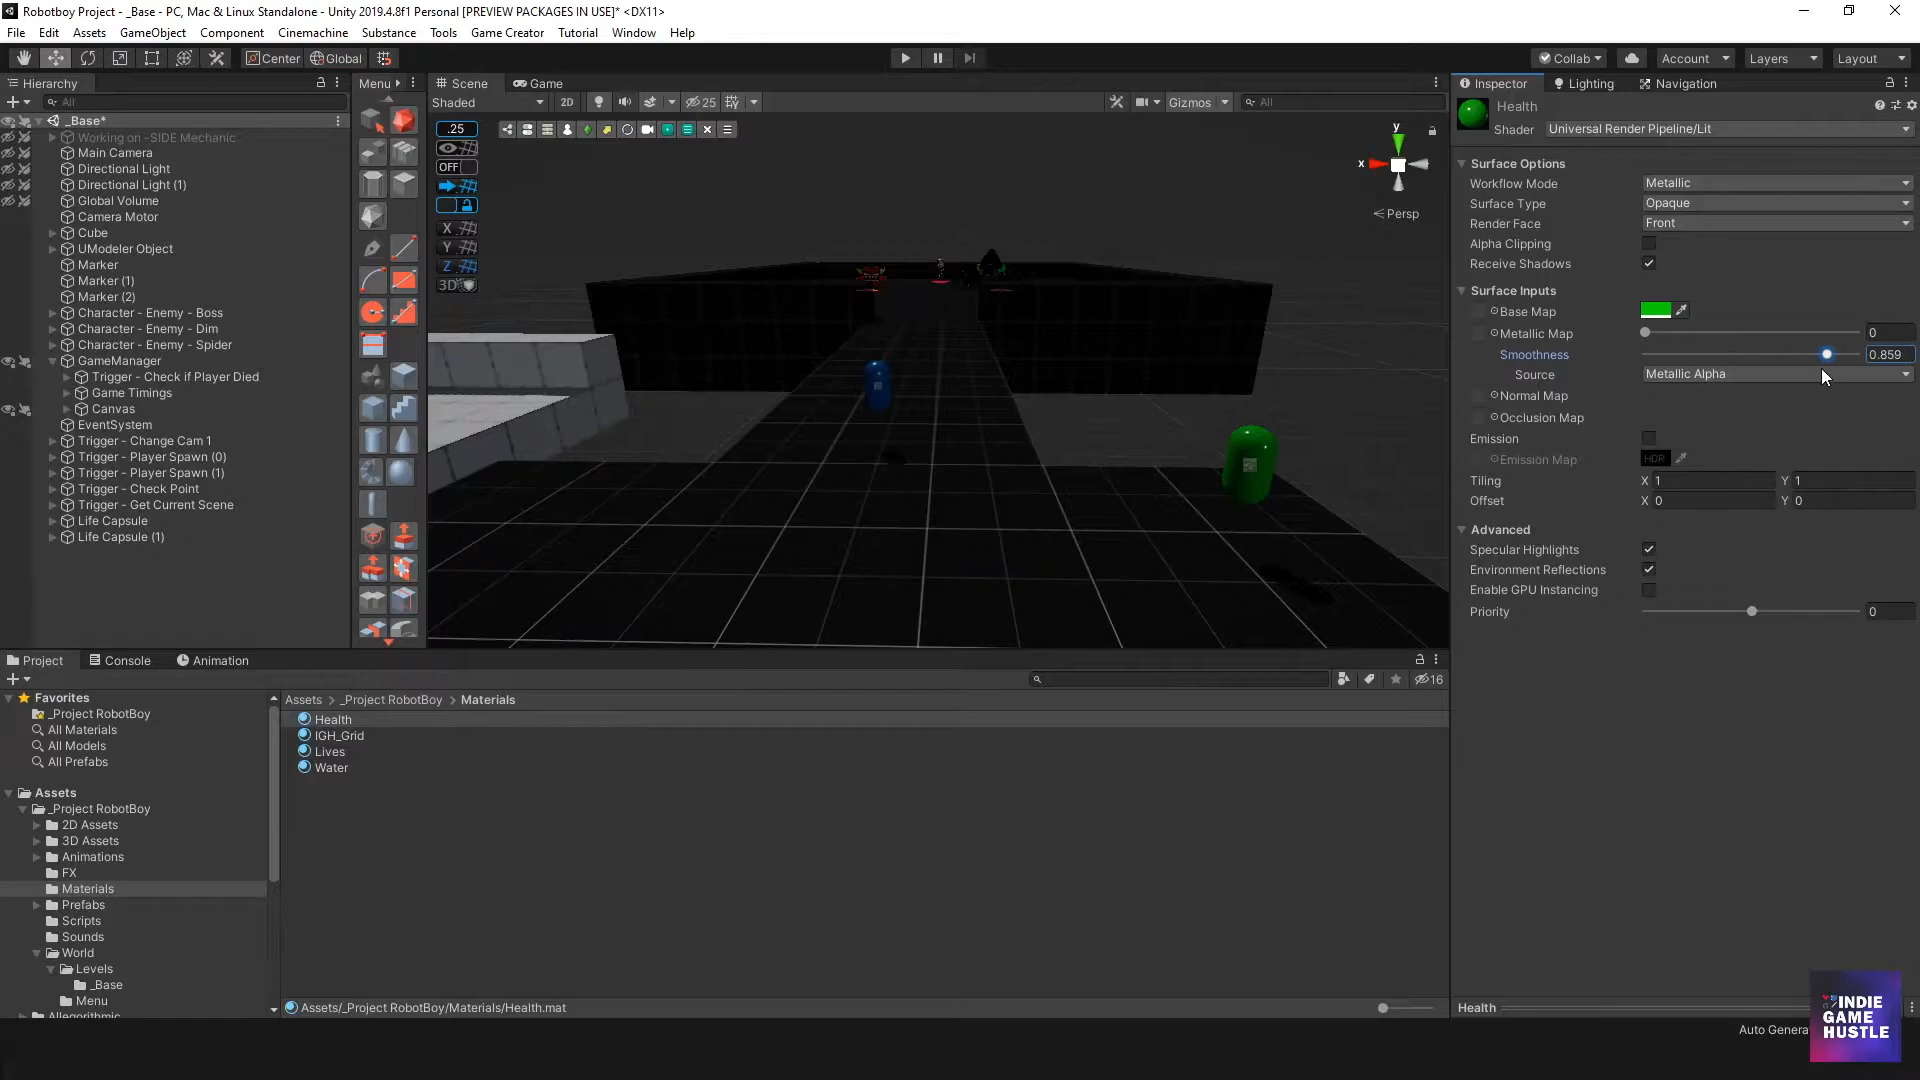 Robotboy Project - _Base - PC, Mac & Linux Standalone - Unity 2019.4.8f1 Personal [PREVIEW PACKAGES IN USE]* <DX11>
File Edit Assets GameObject Component Cinemachine Substance Tools Game Creator Tutorial Window Help
Center Global Collab Account Layers Layout
Hierarchy
All
_Base*
Working on -SIDE Mechanic
Main Camera
Directional Light
Directional Light (1)
Global Volume
Camera Motor
Cube
UModeler Object
Marker
Marker (1)
Marker (2)
Character - Enemy - Boss
Character - Enemy - Dim
Character - Enemy - Spider
GameManager
Trigger - Check if Player Died
Game Timings
Canvas
EventSystem
Trigger - Change Cam 1
Trigger - Player Spawn (0)
Trigger - Player Spawn (1)
Trigger - Check Point
Trigger - Get Current Scene
Life Capsule
Life Capsule (1)
Menu
Scene Game
Shaded 2D 25 Gizmos All
.25
OFF
X
Y
Z
3D
y
x
Persp
Inspector Lighting Navigation
Health
Shader Universal Render Pipeline/Lit
Surface Options
Workflow Mode Metallic
Surface Type Opaque
Render Face Front
Alpha Clipping
Receive Shadows
Surface Inputs
Base Map
Metallic Map 0
Smoothness 0.859
Source Metallic Alpha
Normal Map
Occlusion Map
Emission
Emission Map HDR
Tiling X 1 Y 1
Offset X 0 Y 0
Advanced
Specular Highlights
Environment Reflections
Enable GPU Instancing
Priority 0
Project Console Animation
16
Favorites
_Project RobotBoy
All Materials
All Models
All Prefabs
Assets
_Project RobotBoy
2D Assets
3D Assets
Animations
FX
Materials
Prefabs
Scripts
Sounds
World
Levels
_Base
Menu
Allegorithmic
Assets > _Project RobotBoy > Materials
Health
IGH_Grid
Lives
Water
Assets/_Project RobotBoy/Materials/Health.mat
Health
Auto Genera
INDIE
GAME
HUSTLE